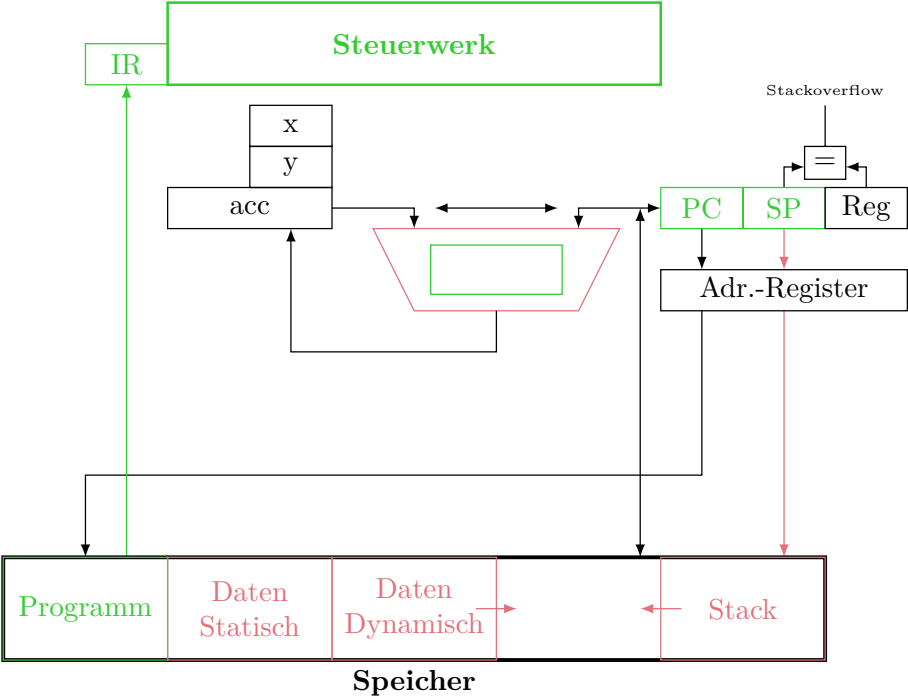 Steuerwerk
IR
Stackoverflow
x
=
y
acc
PC
SP
Reg
Adr.-Register
Programm
Daten
Statisch
Daten
Dynamisch
Stack
Speicher